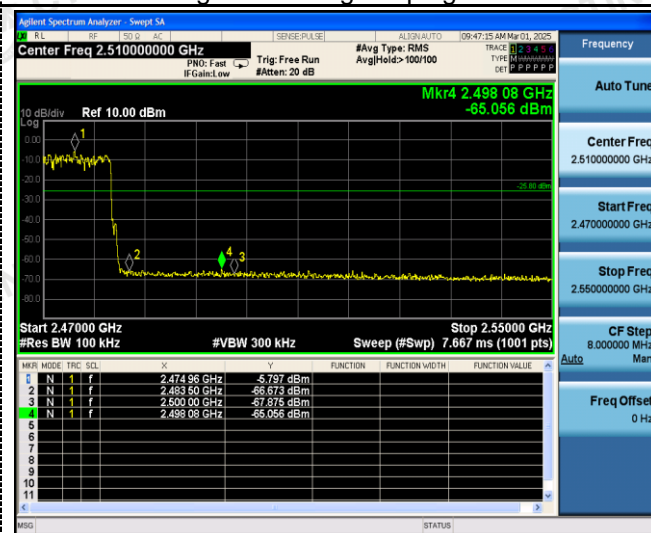 Agilent Spectrum Analyzer - Swept SA
RL RF 50 Ω AC SENSE:PULSE ALIGN AUTO 09:47:15 AM Mar 01, 2025
Center Freq 2.510000000 GHz #Avg Type: RMS TRACE 1 2 3 4 5 6
PNO: Fast Trig: Free Run Avg|Hold:> 100/100 TYPE
IFGain:Low #Atten: 20 dB DET P P P P P P
Mkr4 2.498 08 GHz
10 dB/div Ref 10.00 dBm -65.056 dBm
Log
0.00
-10.0
-20.0
-25.00 dBm
-30.0
-40.0
-50.0
-60.0
-70.0
-80.0
1
2
4
3
Start 2.47000 GHz Stop 2.55000 GHz
#Res BW 100 kHz #VBW 300 kHz Sweep (#Swp) 7.667 ms (1001 pts)
MKR MODE TRC SCL X Y FUNCTION FUNCTION WIDTH FUNCTION VALUE
1 N 1 f 2.474 96 GHz -5.797 dBm
2 N 1 f 2.483 50 GHz -66.673 dBm
3 N 1 f 2.500 00 GHz -67.875 dBm
4 N 1 f 2.498 08 GHz -65.056 dBm
5
6
7
8
9
10
11
MSG STATUS
Frequency
Auto Tune
Center Freq
2.510000000 GHz
Start Freq
2.470000000 GHz
Stop Freq
2.550000000 GHz
CF Step
8.000000 MHz
Auto Man
Freq Offset
0 Hz